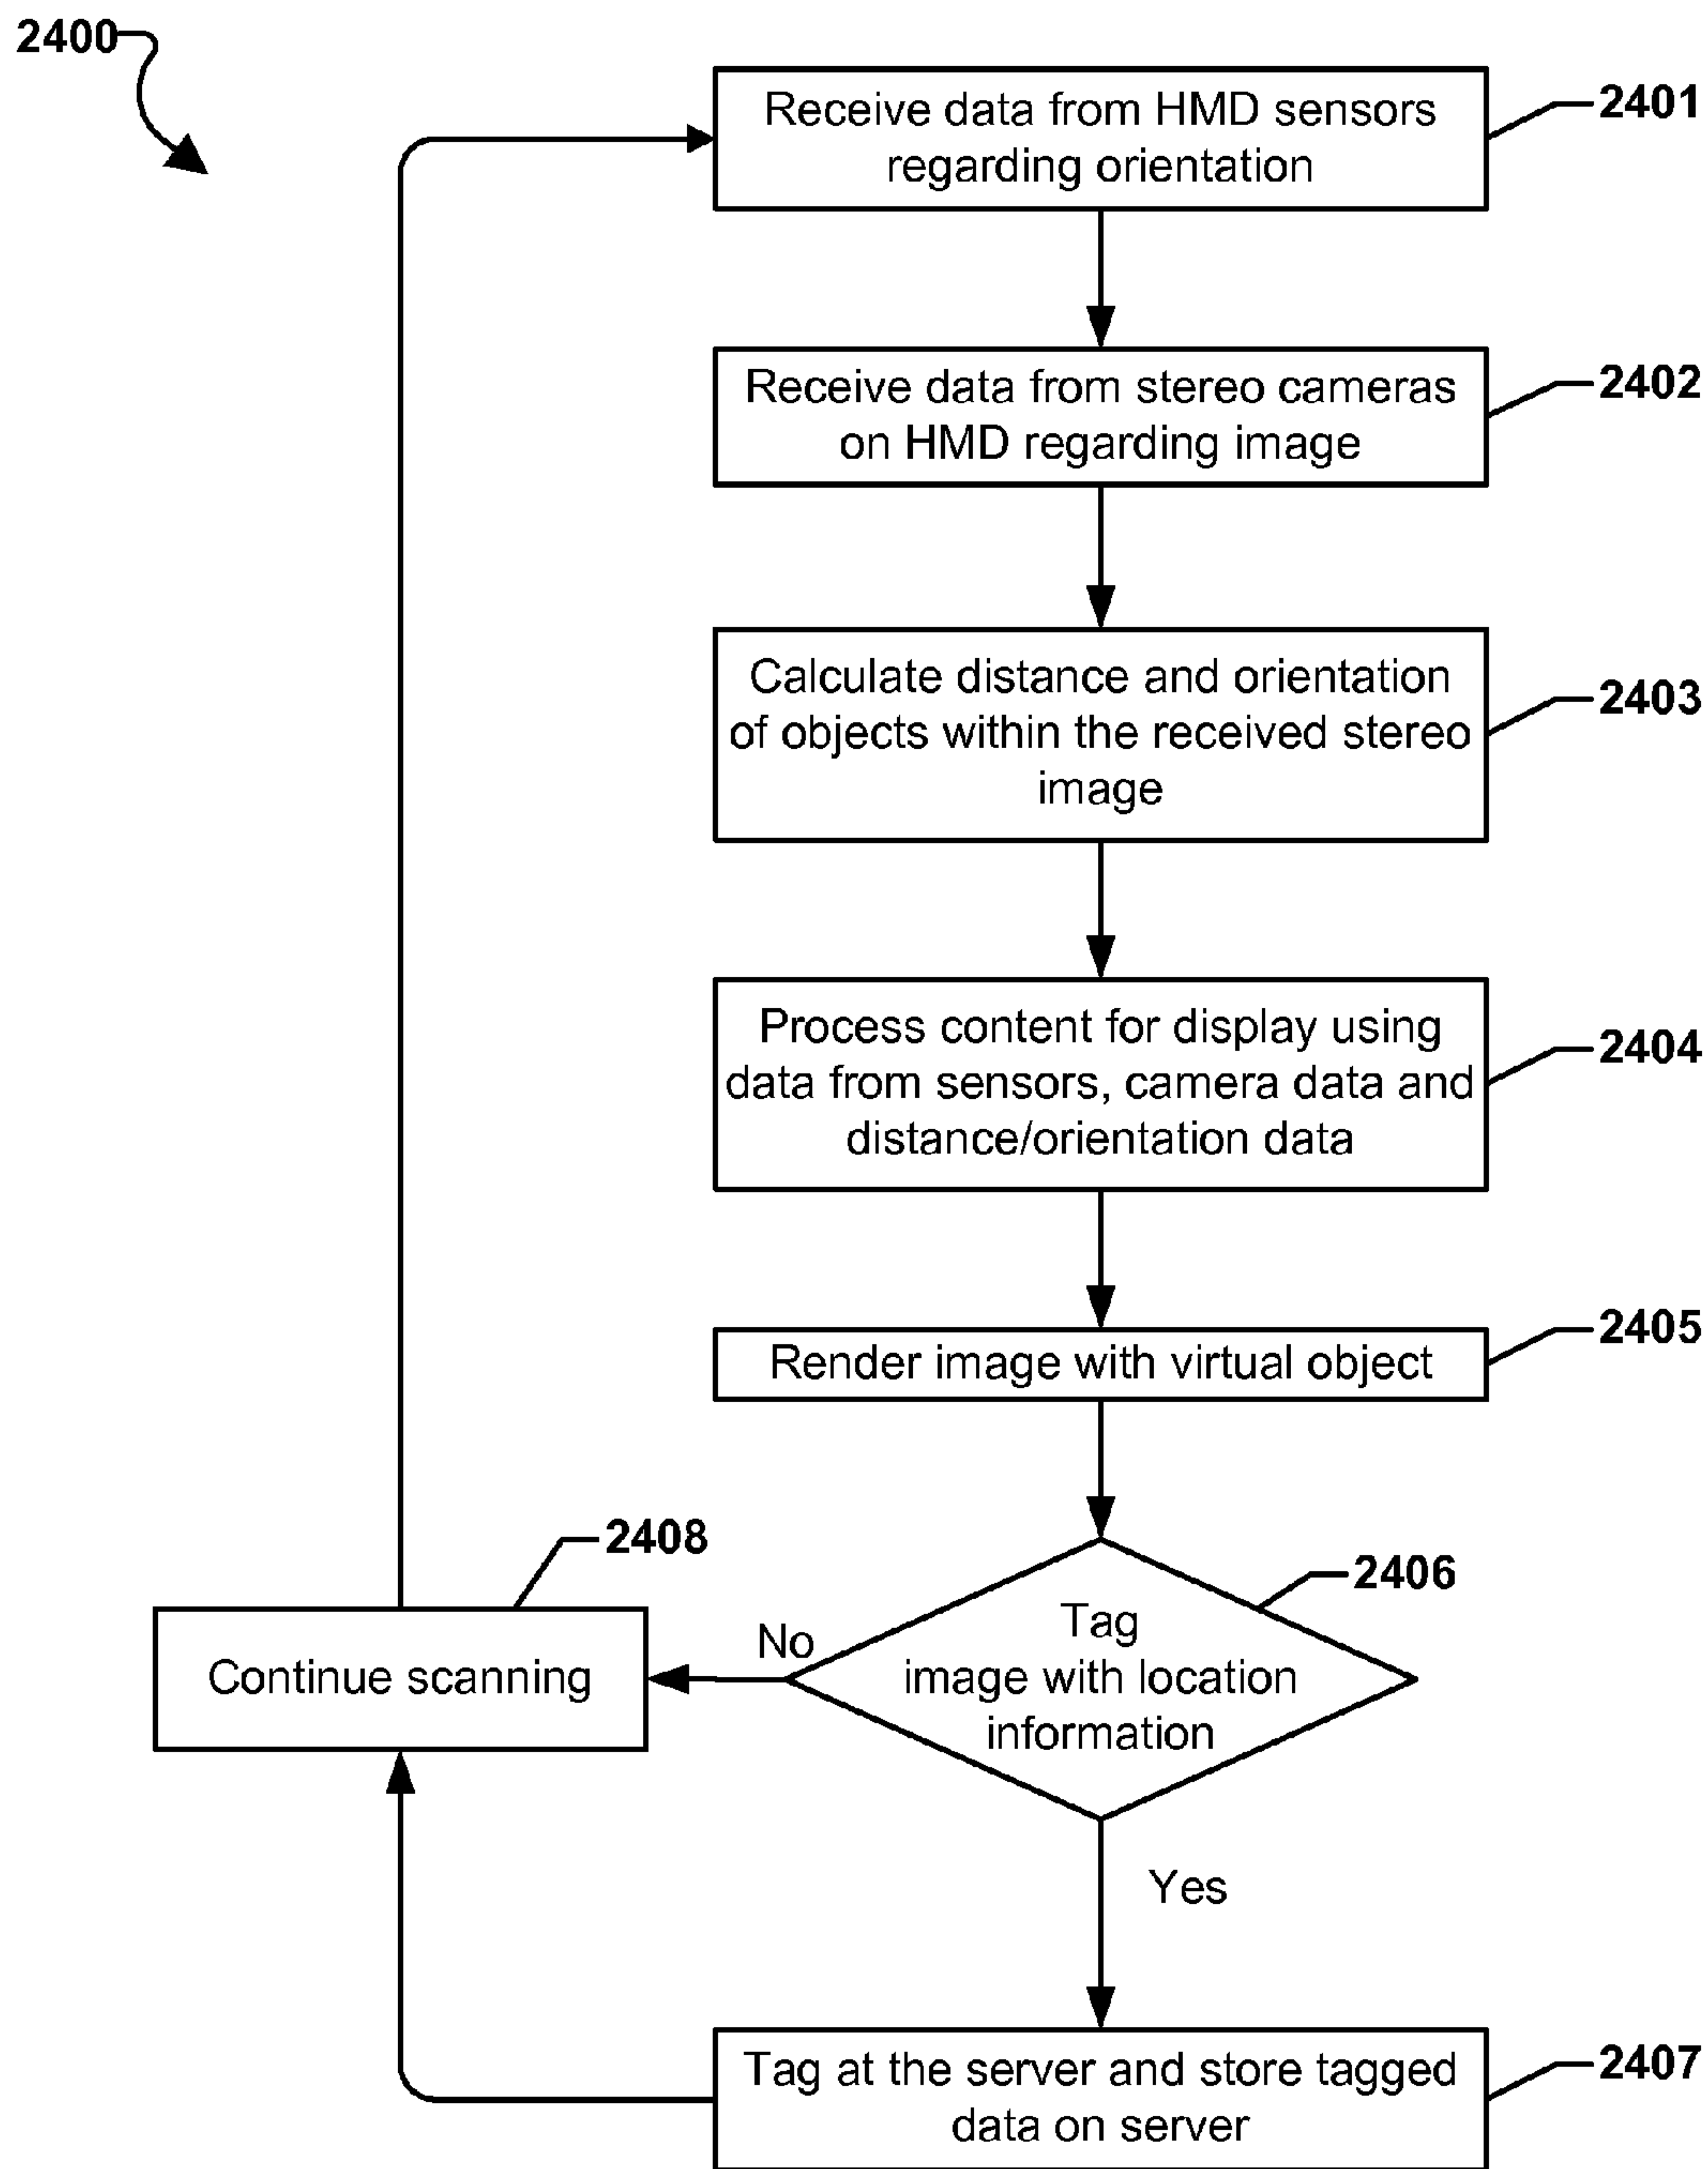 2400
Receive data from HMD sensors
regarding orientation
2401
Receive data from stereo cameras
on HMD regarding image
2402
Calculate distance and orientation
of objects within the received stereo
image
2403
Process content for display using
data from sensors, camera data and
distance/orientation data
2404
Render image with virtual object
2405
Tag
image with location
information
2406
No
Continue scanning
2408
Yes
Tag at the server and store tagged
data on server
2407